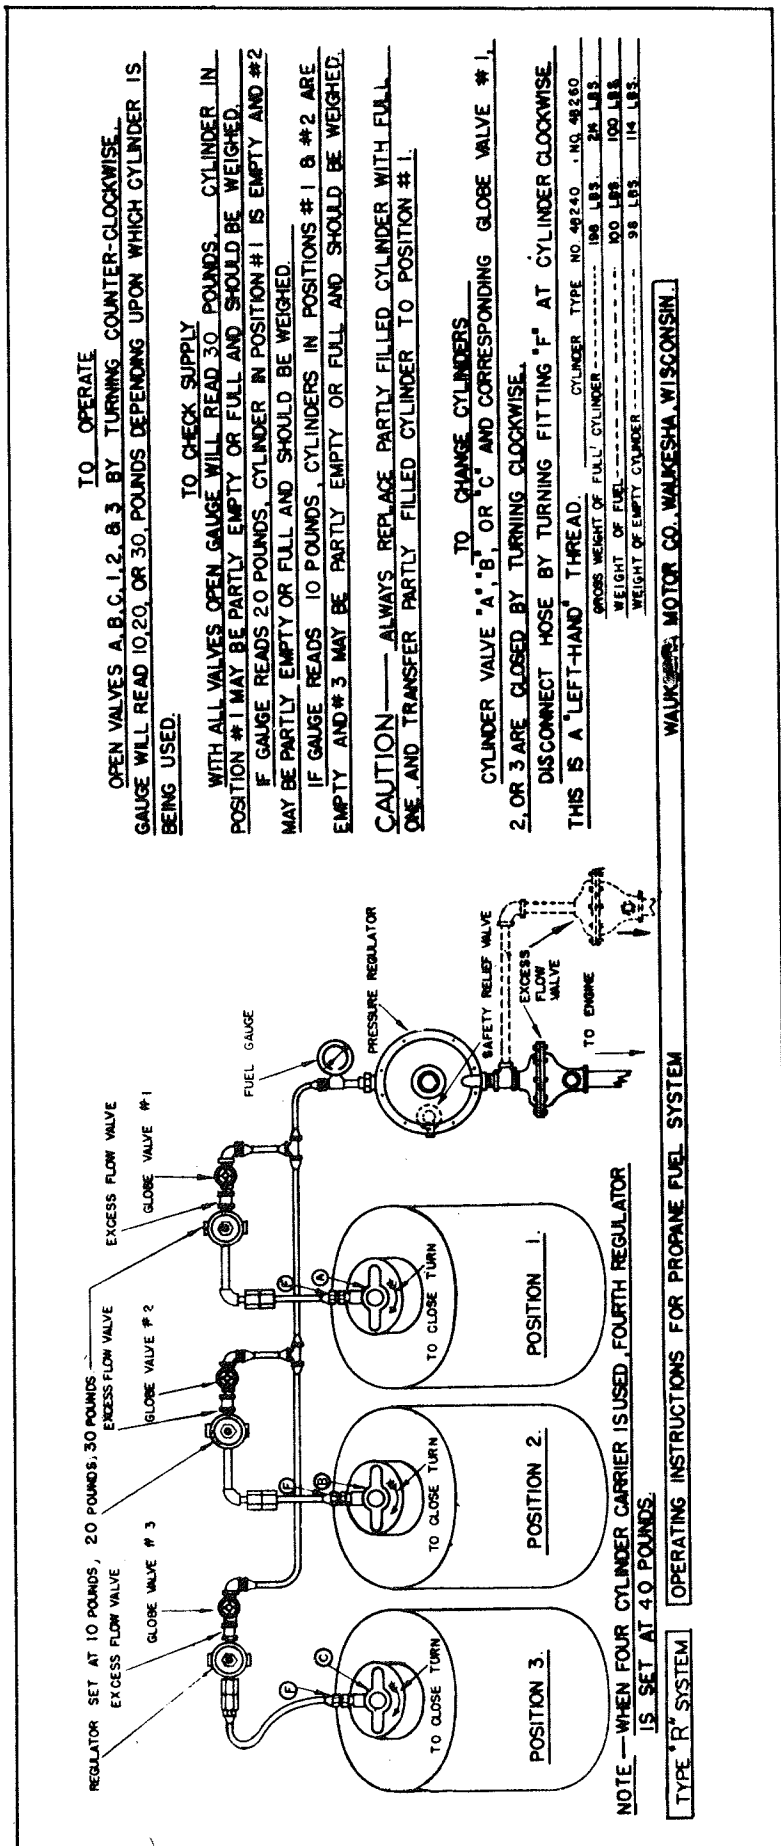 TO OPERATE
OPEN VALVES A, B, C, 1, 2, & 3 BY TURNING COUNTER-CLOCKWISE.
GAUGE WILL READ 10, 20, OR 30, POUNDS DEPENDING UPON WHICH CYLINDER IS
BEING USED.
TO CHECK SUPPLY
WITH ALL VALVES OPEN GAUGE WILL READ 30 POUNDS. CYLINDER IN
POSITION #1 MAY BE PARTLY EMPTY OR FULL AND SHOULD BE WEIGHED.
IF GAUGE READS 20 POUNDS, CYLINDER IN POSITION #1 IS EMPTY AND #2
MAY BE PARTLY EMPTY OR FULL AND SHOULD BE WEIGHED.
IF GAUGE READS 10 POUNDS, CYLINDERS IN POSITIONS #1 & #2 ARE
EMPTY AND #3 MAY BE PARTLY EMPTY OR FULL AND SHOULD BE WEIGHED.
CAUTION — ALWAYS REPLACE PARTLY FILLED CYLINDER WITH FULL
ONE, AND TRANSFER PARTLY FILLED CYLINDER TO POSITION #1.
TO CHANGE CYLINDERS
CYLINDER VALVE "A", "B", OR "C" AND CORRESPONDING GLOBE VALVE #1,
2, OR 3 ARE CLOSED BY TURNING CLOCKWISE.
DISCONNECT HOSE BY TURNING FITTING "F" AT CYLINDER CLOCKWISE.
THIS IS A "LEFT-HAND" THREAD.
CYLINDER TYPE NO. 48240 NO. 48260
GROSS WEIGHT OF FULL CYLINDER 198 LBS. 214 LBS.
WEIGHT OF FUEL 100 LBS. 100 LBS.
WEIGHT OF EMPTY CYLINDER 98 LBS. 114 LBS.
REGULATOR SET AT 10 POUNDS, 20 POUNDS, 30 POUNDS
EXCESS FLOW VALVE
GLOBE VALVE #3
EXCESS FLOW VALVE
GLOBE VALVE #2
EXCESS FLOW VALVE
GLOBE VALVE #1
FUEL GAUGE
PRESSURE REGULATOR
SAFETY RELIEF VALVE
EXCESS
FLOW
VALVE
TO ENGINE
F
C
TO CLOSE TURN
POSITION 3.
F
B
TO CLOSE TURN
POSITION 2.
F
A
TO CLOSE TURN
POSITION 1.
NOTE — WHEN FOUR CYLINDER CARRIER IS USED, FOURTH REGULATOR
IS SET AT 40 POUNDS.
TYPE "R" SYSTEM
OPERATING INSTRUCTIONS FOR PROPANE FUEL SYSTEM
MOTOR CO., WAUKESHA, WISCONSIN.